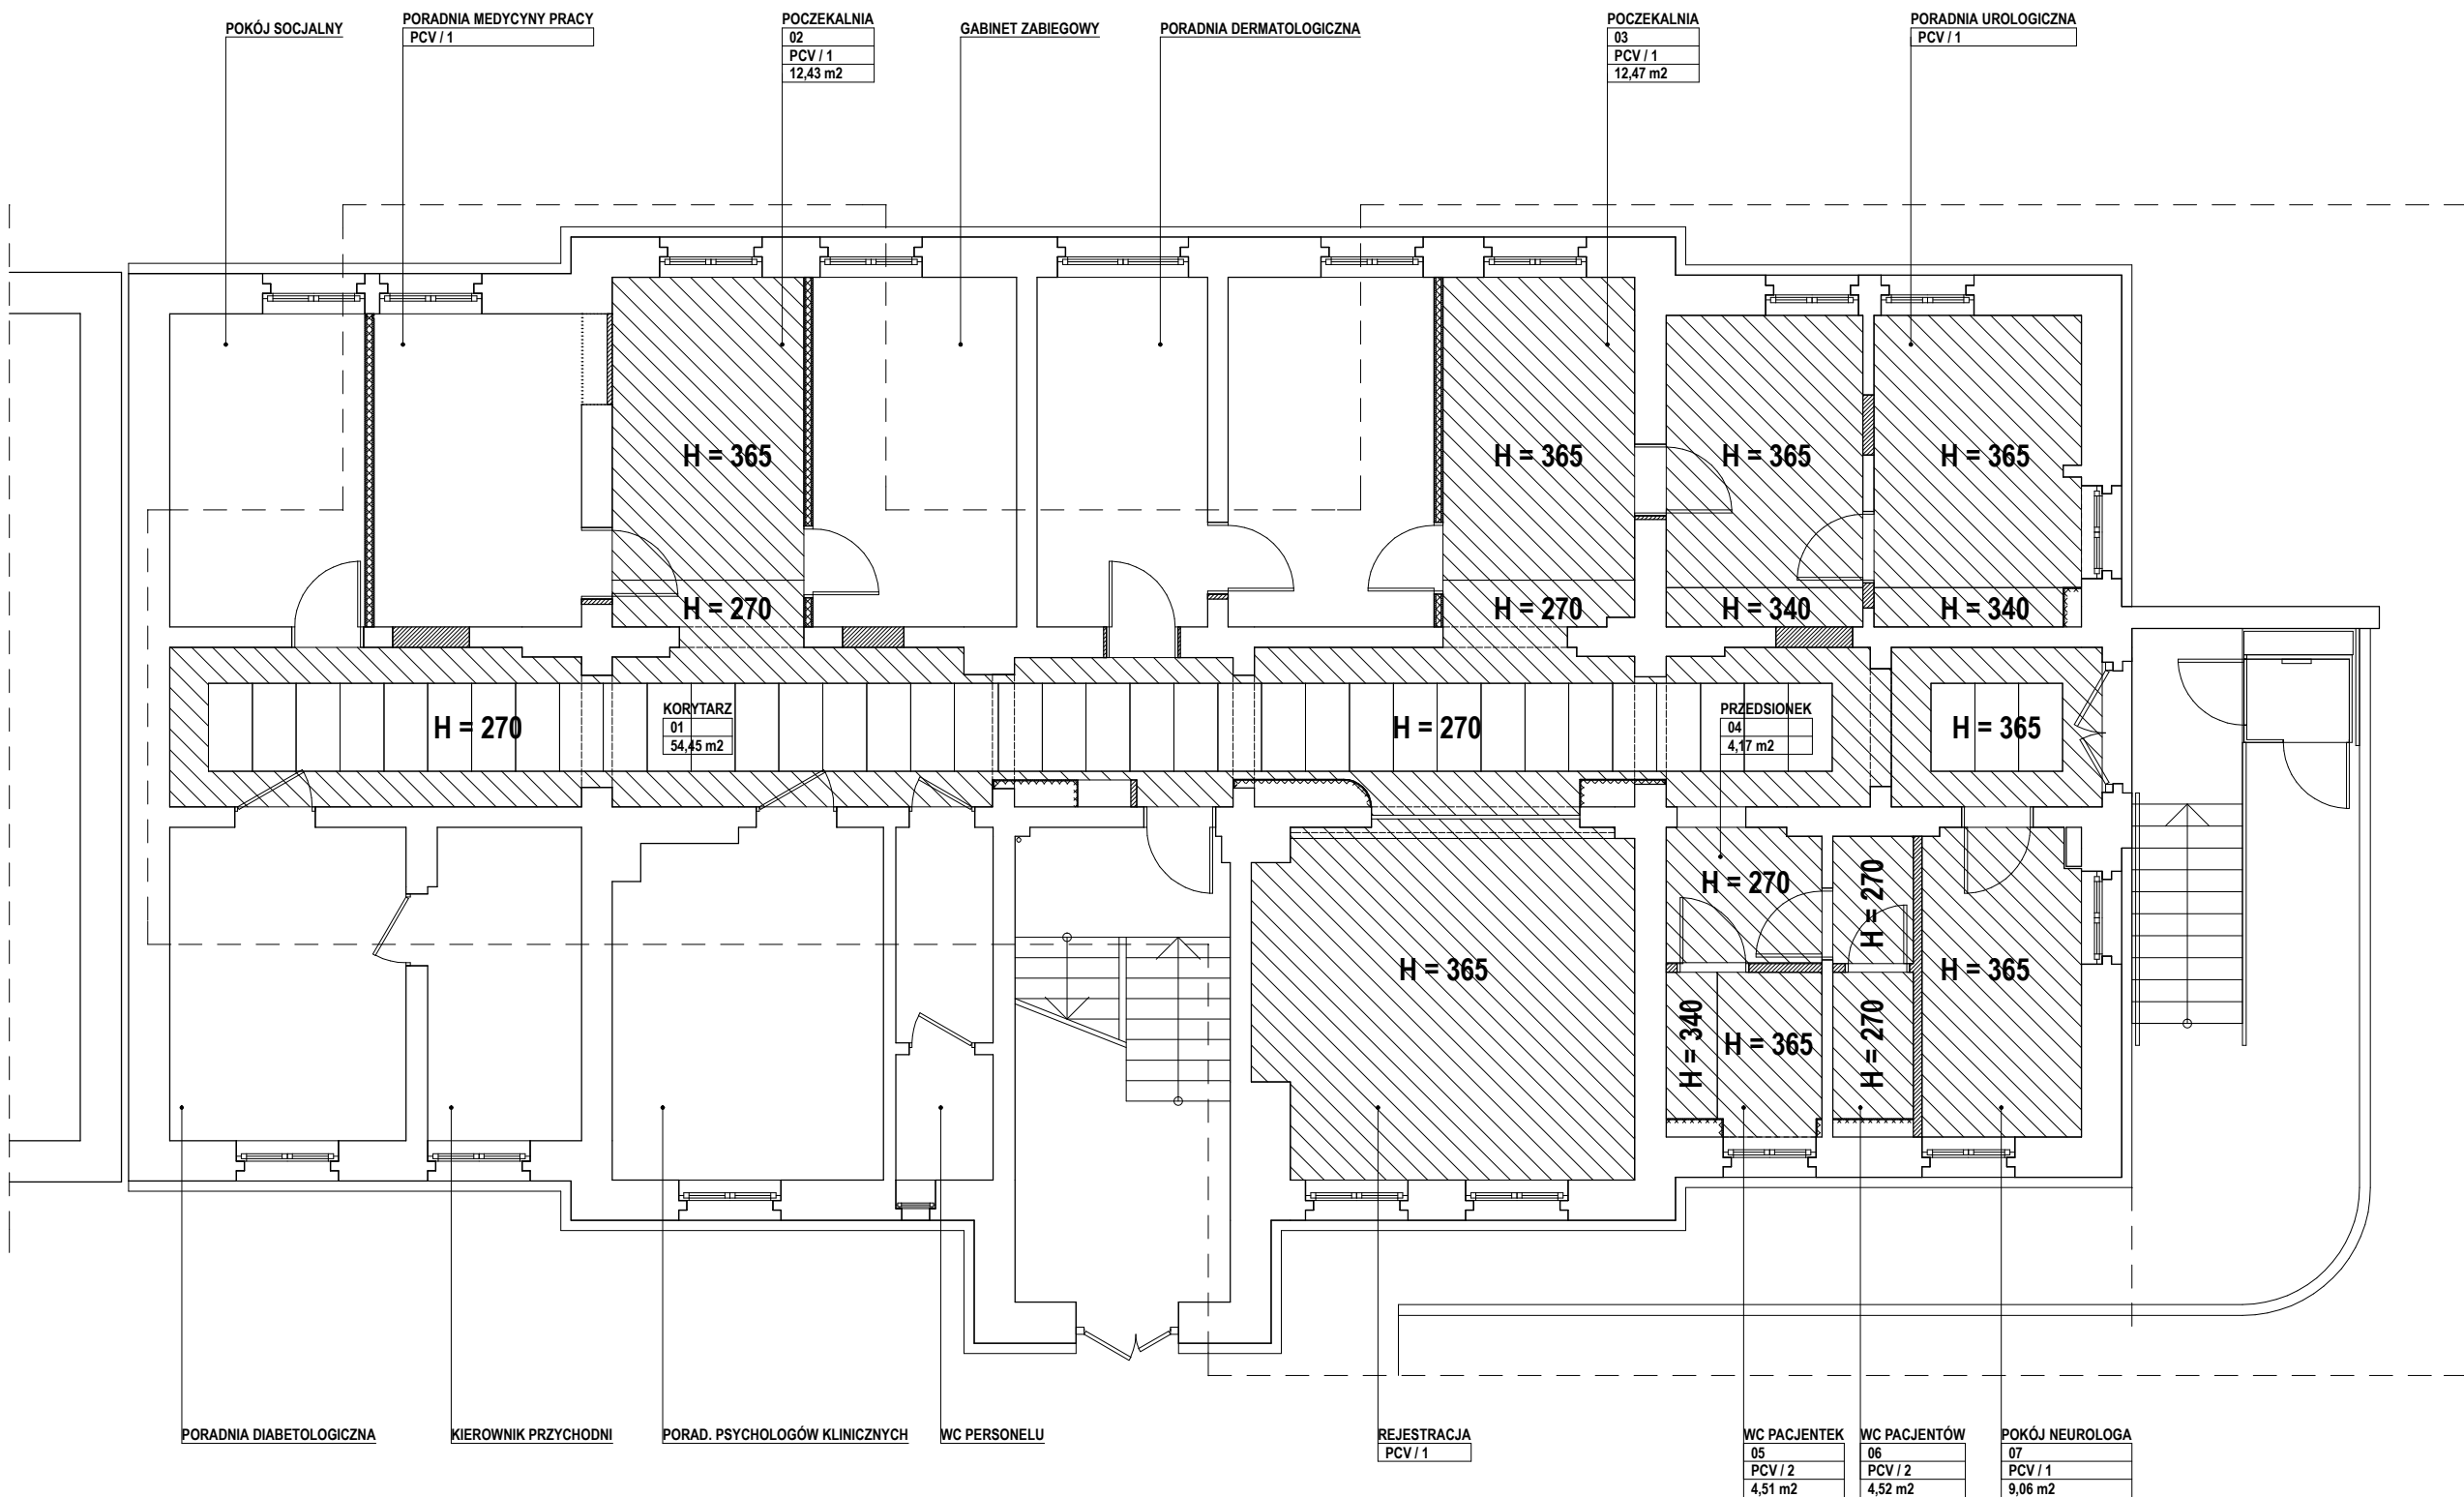 POKÓJ SOCJALNY
PORADNIA MEDYCYNY PRACY
PCV / 1
POCZEKALNIA
02
PCV / 1
12,43 m2
GABINET ZABIEGOWY
PORADNIA DERMATOLOGICZNA
POCZEKALNIA
03
PCV / 1
12,47 m2
PORADNIA UROLOGICZNA
PCV / 1
H = 365
H = 365
H = 365
H = 365
H = 270
H = 270
H = 340
H = 340
H = 270
KORYTARZ
01
54,45 m2
H = 270
PRZEDSIONEK
04
4,17 m2
H = 365
H = 270
H = 270
H = 365
H = 365
H = 340
H = 365
H = 270
PORADNIA DIABETOLOGICZNA
KIEROWNIK PRZYCHODNI
PORAD. PSYCHOLOGÓW KLINICZNYCH
WC PERSONELU
REJESTRACJA
PCV / 1
WC PACJENTEK
05
PCV / 2
4,51 m2
WC PACJENTÓW
06
PCV / 2
4,52 m2
POKÓJ NEUROLOGA
07
PCV / 1
9,06 m2